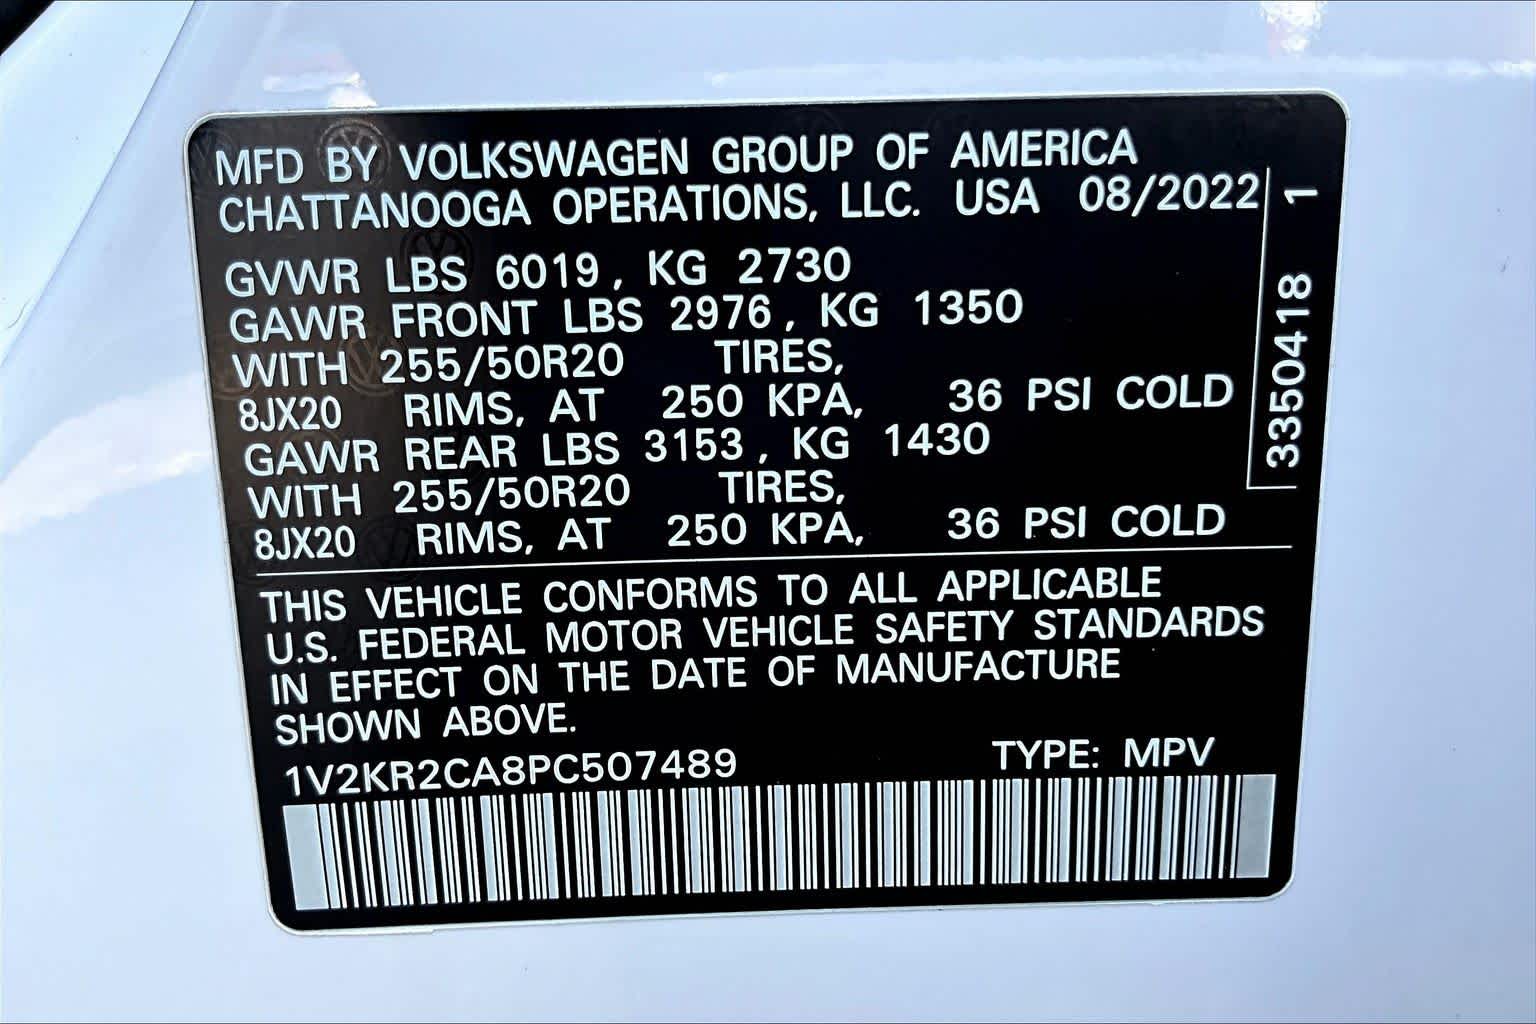 MFD BY VOLKSWAGEN GROUP OF AMERICA
CHATTANOOGA OPERATIONS, LLC. USA 08/2022
GVWR LBS 6019, KG 2730
GAWR FRONT LBS 2976, KG 1350
WITH 255/50R20 TIRES,
8JX20 RIMS, AT 250 KPA, 36 PSI COLD
GAWR REAR LBS 3153, KG 1430
WITH 255/50R20 TIRES,
8JX20 RIMS, AT 250 KPA, 36 PSI COLD
3350418 1
THIS VEHICLE CONFORMS TO ALL APPLICABLE
U.S. FEDERAL MOTOR VEHICLE SAFETY STANDARDS
IN EFFECT ON THE DATE OF MANUFACTURE
SHOWN ABOVE.
1V2KR2CA8PC507489 TYPE: MPV